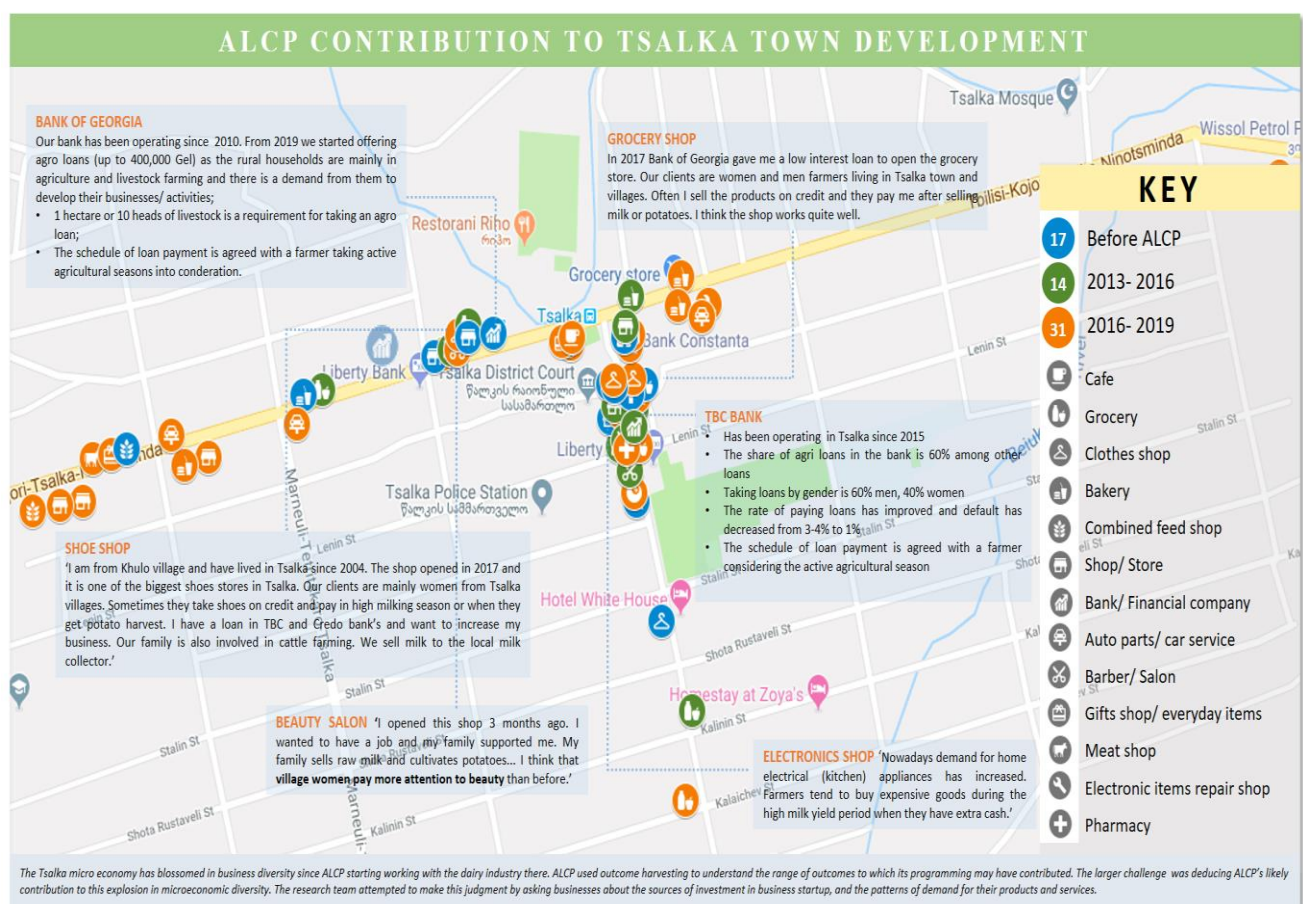 ALCP CONTRIBUTION TO TSALKA TOWN DEVELOPMENT
BANK OF GEORGIA
Our bank has been operating since 2010. From 2019 we started offering
agro loans (up to 400,000 Gel) as the rural households are mainly in
agriculture and livestock farming and there is a demand from them to
develop their businesses/ activities;
• 1 hectare or 10 heads of livestock is a requirement for taking an agro
loan;
• The schedule of loan payment is agreed with a farmer taking active
agricultural seasons into conderation.
GROCERY SHOP
In 2017 Bank of Georgia gave me a low interest loan to open the grocery
store. Our clients are women and men farmers living in Tsalka town and
villages. Often I sell the products on credit and they pay me after selling
milk or potatoes. I think the shop works quite well.
Tsalka Mosque
Wissol Petrol
Ninotsminda
Tbilisi-Kojo
KEY
17 Before ALCP
14 2013- 2016
31 2016- 2019
Cafe
Grocery
Clothes shop
Bakery
Combined feed shop
Shop/ Store
Bank/ Financial company
Auto parts/ car service
Barber/ Salon
Gifts shop/ everyday items
Meat shop
Electronic items repair shop
Pharmacy
Restorani Riho
რიჰო
Grocery store
Tsalka
Bank Constanta
Liberty Bank
Tsalka District Court
წალკის რაიონული
სასამართლო
Lenin St
Liberty
Lenin St
Stalin St
ori-Tsalka-
nda
Tsalka Police Station
წალკის სამმართველო
TBC BANK
• Has been operating in Tsalka since 2015
• The share of agri loans in the bank is 60% among other
loans
• Taking loans by gender is 60% men, 40% women
• The rate of paying loans has improved and default has
decreased from 3-4% to 1%
• The schedule of loan payment is agreed with a farmer
considering the active agricultural season
Stalin St
Stalin St
SHOE SHOP
'I am from Khulo village and have lived in Tsalka since 2004. The shop opened in 2017 and
it is one of the biggest shoes stores in Tsalka. Our clients are mainly women from Tsalka
villages. Sometimes they take shoes on credit and pay in high milking season or when they
get potato harvest. I have a loan in TBC and Credo bank's and want to increase my
business. Our family is also involved in cattle farming. We sell milk to the local milk
collector.'
Lenin St
Hotel White House
Shota Rustaveli St
Stalin St
Homestay at Zoya's
Kalinin St
BEAUTY SALON 'I opened this shop 3 months ago. I
wanted to have a job and my family supported me. My
family sells raw milk and cultivates potatoes... I think that
village women pay more attention to beauty than before.'
Stalin St
Shota Rustaveli St
Kalinin St
ELECTRONICS SHOP 'Nowadays demand for home
electrical (kitchen) appliances has increased.
Farmers tend to buy expensive goods during the
high milk yield period when they have extra cash.'
The Tsalka micro economy has blossomed in business diversity since ALCP starting working with the dairy industry there. ALCP used outcome harvesting to understand the range of outcomes to which its programming may have contributed. The larger challenge was deducing ALCP's likely
contribution to this explosion in microeconomic diversity. The research team attempted to make this judgment by asking businesses about the sources of investment in business startup, and the patterns of demand for their products and services.